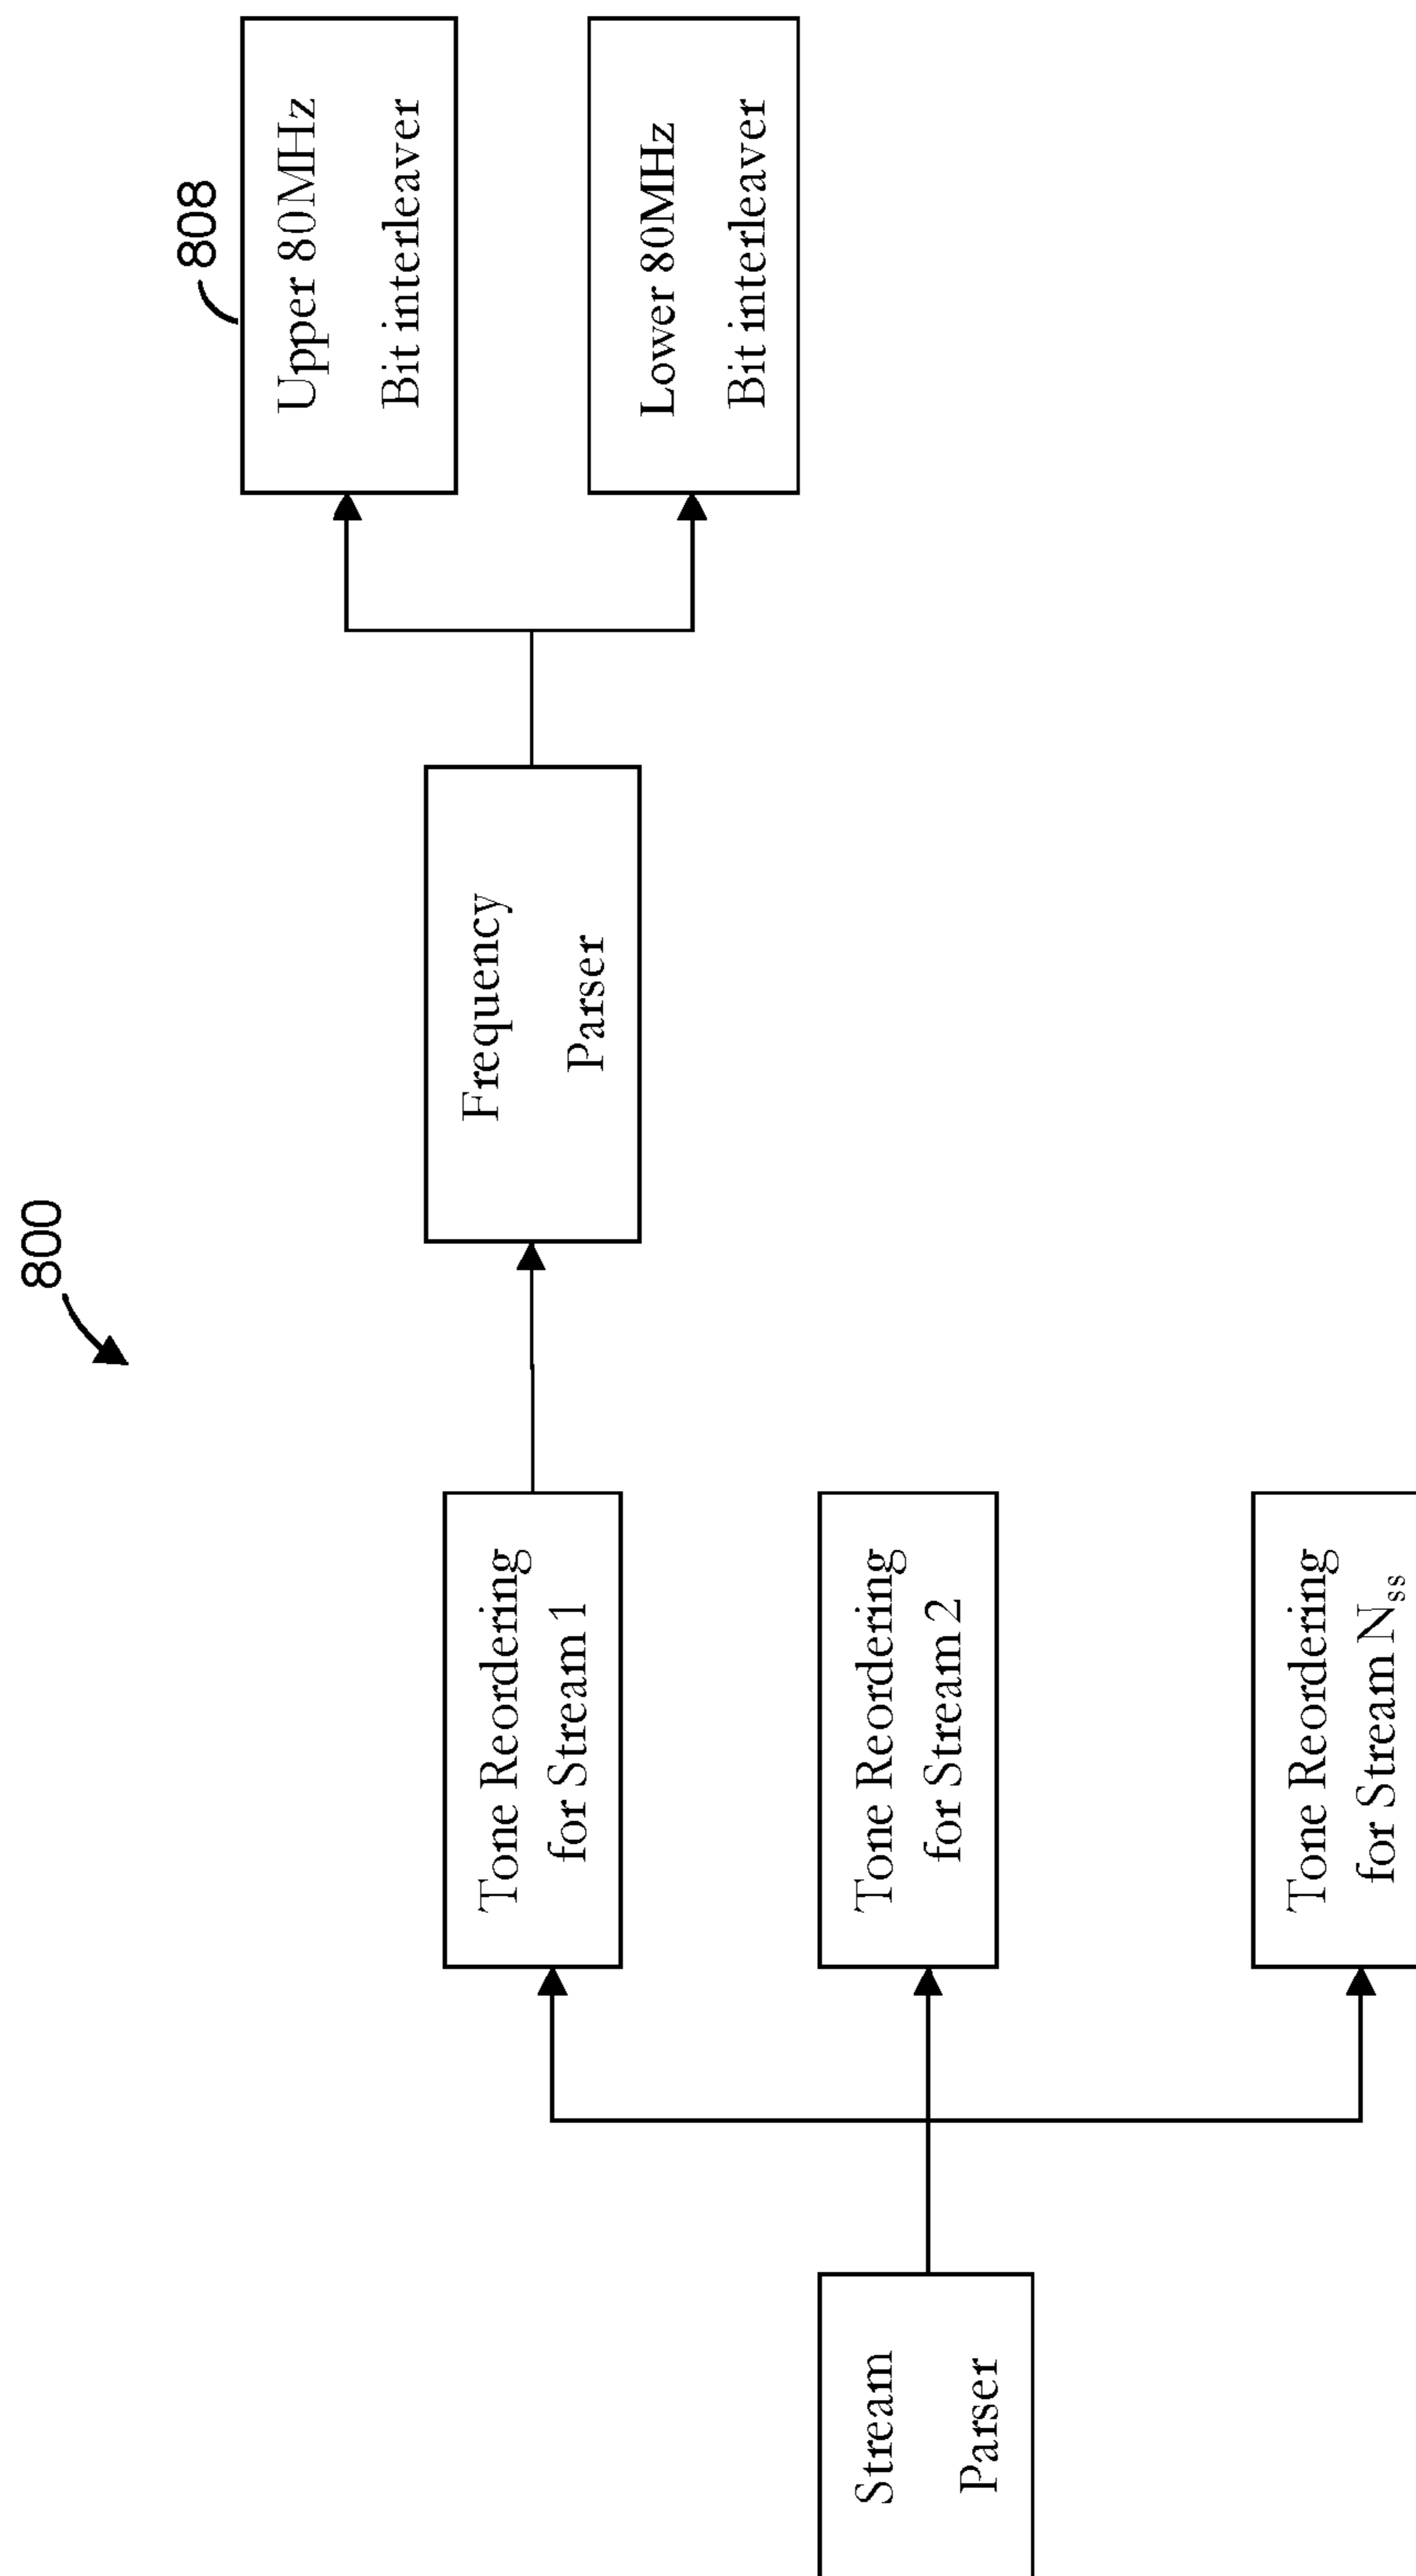 800
Stream
Parser
Tone Reordering
for Stream 1
Tone Reordering
for Stream 2
Tone Reordering
for Stream Nss
Frequency
Parser
808
Upper 80MHz
Bit interleaver
Lower 80MHz
Bit interleaver